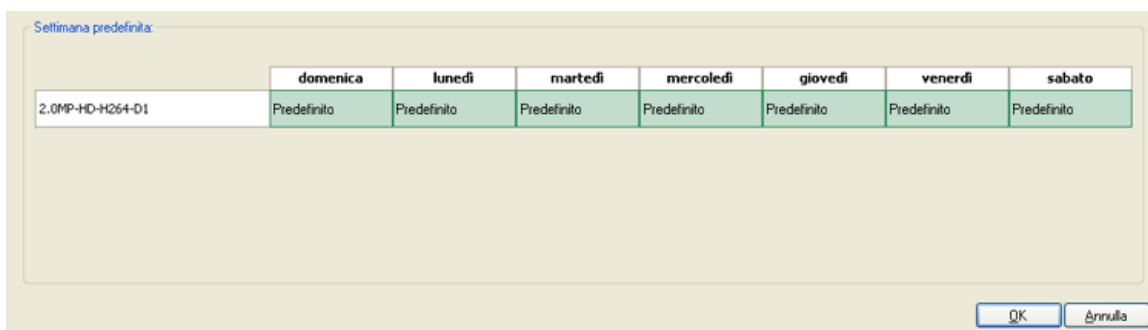 Settimana predefinita:
domenica lunedì martedì mercoledì giovedì venerdì sabato
2.0MP-HD-H264-D1 Predefinito Predefinito Predefinito Predefinito Predefinito Predefinito Predefinito
OK Annulla